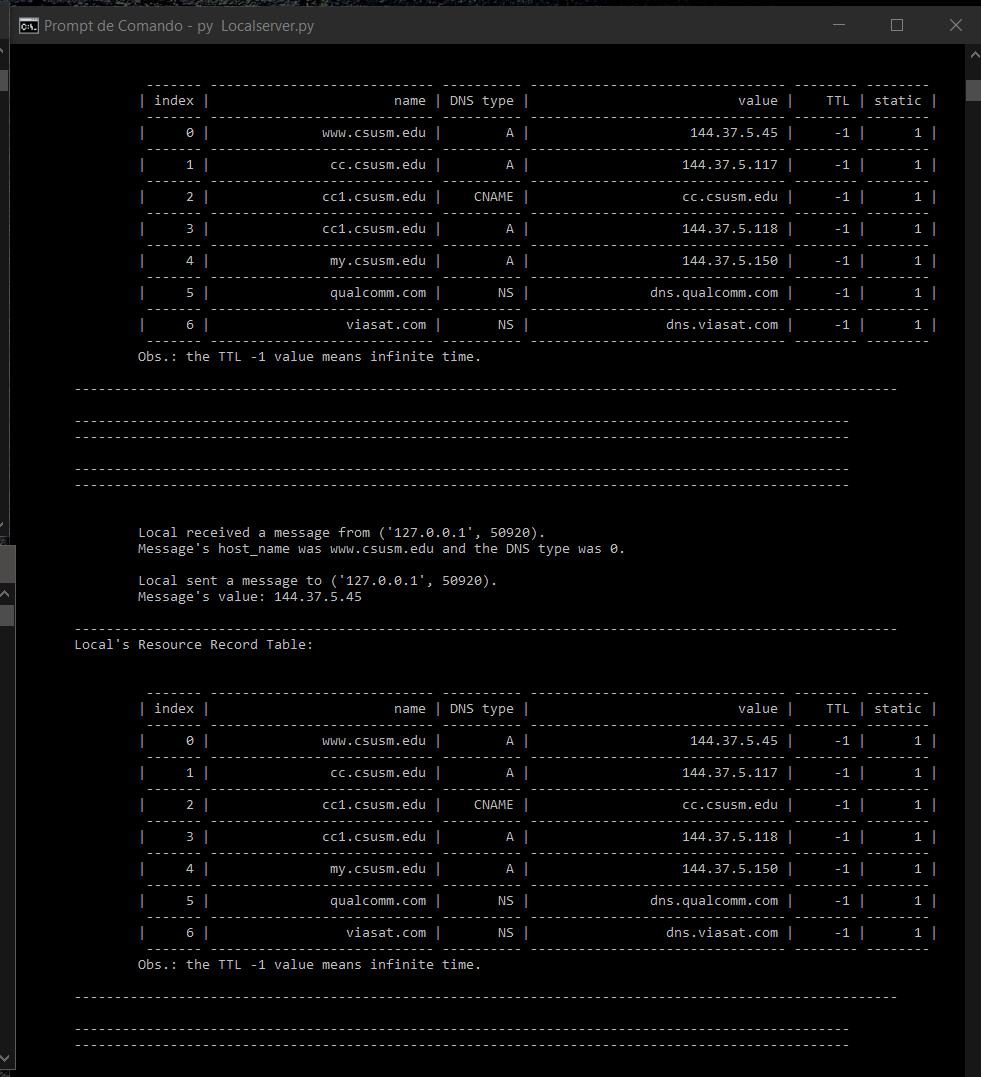 Prompt de Comando - py  Localserver.py
------- ---------------------------- ---------- -------------------------------- -------- --------
| index |                       name | DNS type |                          value |    TTL | static |
------- ---------------------------- ---------- -------------------------------- -------- --------
|     0 |              www.csusm.edu |        A |                    144.37.5.45 |     -1 |      1 |
------- ---------------------------- ---------- -------------------------------- -------- --------
|     1 |               cc.csusm.edu |        A |                   144.37.5.117 |     -1 |      1 |
------- ---------------------------- ---------- -------------------------------- -------- --------
|     2 |              cc1.csusm.edu |    CNAME |                   cc.csusm.edu |     -1 |      1 |
------- ---------------------------- ---------- -------------------------------- -------- --------
|     3 |              cc1.csusm.edu |        A |                   144.37.5.118 |     -1 |      1 |
------- ---------------------------- ---------- -------------------------------- -------- --------
|     4 |               my.csusm.edu |        A |                   144.37.5.150 |     -1 |      1 |
------- ---------------------------- ---------- -------------------------------- -------- --------
|     5 |               qualcomm.com |       NS |               dns.qualcomm.com |     -1 |      1 |
------- ---------------------------- ---------- -------------------------------- -------- --------
|     6 |                 viasat.com |       NS |                 dns.viasat.com |     -1 |      1 |
------- ---------------------------- ---------- -------------------------------- -------- --------
Obs.: the TTL -1 value means infinite time.
-------------------------------------------------------------------------------------------------------
-------------------------------------------------------------------------------------------------
-------------------------------------------------------------------------------------------------
-------------------------------------------------------------------------------------------------
-------------------------------------------------------------------------------------------------
Local received a message from ('127.0.0.1', 50920).
Message's host_name was www.csusm.edu and the DNS type was 0.
Local sent a message to ('127.0.0.1', 50920).
Message's value: 144.37.5.45
-------------------------------------------------------------------------------------------------------
Local's Resource Record Table:
------- ---------------------------- ---------- -------------------------------- -------- --------
| index |                       name | DNS type |                          value |    TTL | static |
------- ---------------------------- ---------- -------------------------------- -------- --------
|     0 |              www.csusm.edu |        A |                    144.37.5.45 |     -1 |      1 |
------- ---------------------------- ---------- -------------------------------- -------- --------
|     1 |               cc.csusm.edu |        A |                   144.37.5.117 |     -1 |      1 |
------- ---------------------------- ---------- -------------------------------- -------- --------
|     2 |              cc1.csusm.edu |    CNAME |                   cc.csusm.edu |     -1 |      1 |
------- ---------------------------- ---------- -------------------------------- -------- --------
|     3 |              cc1.csusm.edu |        A |                   144.37.5.118 |     -1 |      1 |
------- ---------------------------- ---------- -------------------------------- -------- --------
|     4 |               my.csusm.edu |        A |                   144.37.5.150 |     -1 |      1 |
------- ---------------------------- ---------- -------------------------------- -------- --------
|     5 |               qualcomm.com |       NS |               dns.qualcomm.com |     -1 |      1 |
------- ---------------------------- ---------- -------------------------------- -------- --------
|     6 |                 viasat.com |       NS |                 dns.viasat.com |     -1 |      1 |
------- ---------------------------- ---------- -------------------------------- -------- --------
Obs.: the TTL -1 value means infinite time.
-------------------------------------------------------------------------------------------------------
-------------------------------------------------------------------------------------------------
-------------------------------------------------------------------------------------------------